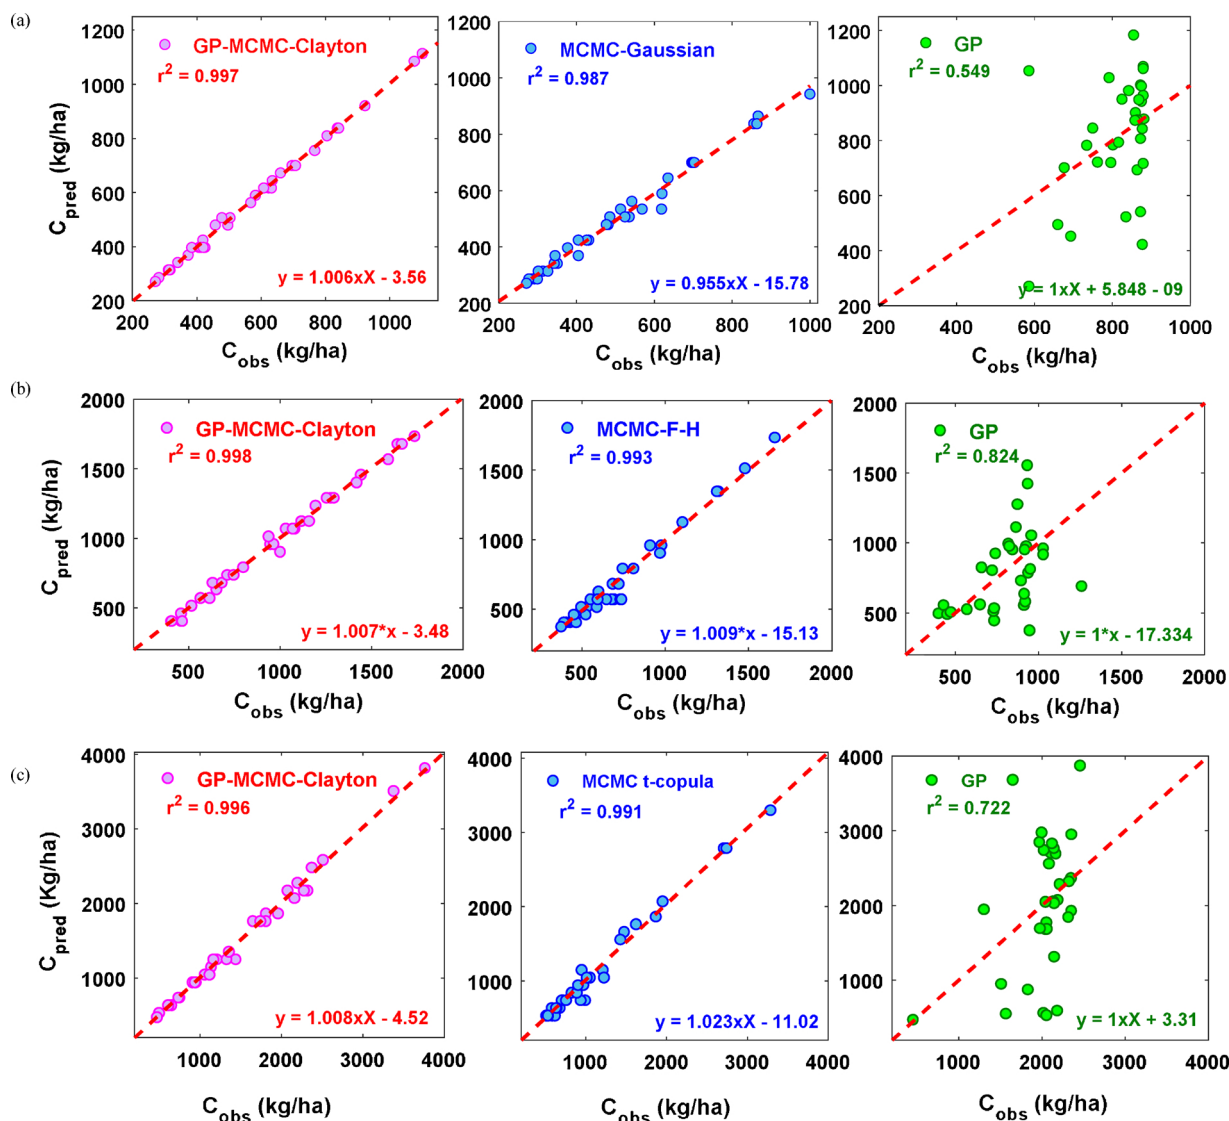 (a)
GP-MCMC-Clayton
r2 = 0.997
y = 1.006xX - 3.56
1000
800
600
400
200
200
400
600
800
1000
Cpred (kg/ha)
Cobs (kg/ha)
MCMC-Gaussian
r2 = 0.987
y = 0.955xX - 15.78
1000
800
600
400
200
200
400
600
800
1000
Cobs (kg/ha)
GP
r2 = 0.549
y = 1xX + 5.848 - 09
1200
1000
800
600
400
200
200
400
600
800
1000
Cobs (kg/ha)
(b)
GP-MCMC-Clayton
r2 = 0.998
y = 1.007*x - 3.48
2000
1500
1000
500
500
1000
1500
2000
Cpred (kg/ha)
Cobs (kg/ha)
MCMC-F-H
r2 = 0.993
y = 1.009*x - 15.13
2000
1500
1000
500
500
1000
1500
2000
Cobs (kg/ha)
GP
r2 = 0.824
y = 1*x - 17.334
2000
1500
1000
500
500
1000
1500
2000
Cobs (kg/ha)
(c)
GP-MCMC-Clayton
r2 = 0.996
y = 1.008xX - 4.52
4000
3000
2000
1000
1000
2000
3000
4000
Cpred (Kg/ha)
Cobs (kg/ha)
MCMC t-copula
r2 = 0.991
y = 1.023xX - 11.02
4000
3000
2000
1000
1000
2000
3000
4000
Cobs (kg/ha)
GP
r2 = 0.722
y = 1xX + 3.31
4000
3000
2000
1000
1000
2000
3000
4000
Cobs (kg/ha)